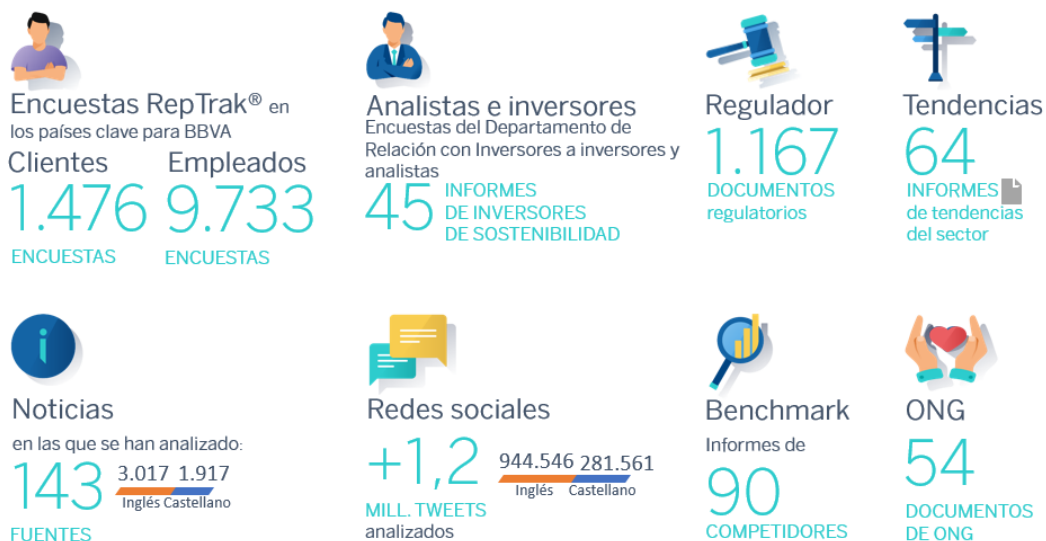 Encuestas RepTrak® en
los países clave para BBVA
Clientes
1.476
ENCUESTAS
Empleados
9.733
ENCUESTAS
Analistas e inversores
Encuestas del Departamento de
Relación con Inversores a inversores y
analistas
45
INFORMES
DE INVERSORES
DE SOSTENIBILIDAD
Regulador
1.167
DOCUMENTOS
regulatorios
Tendencias
64
INFORMES
de tendencias
del sector
i
Noticias
en las que se han analizado:
143
FUENTES
3.017 1.917
Inglés Castellano
Redes sociales
+1,2
MILL. TWEETS
analizados
944.546 281.561
Inglés Castellano
Benchmark
Informes de
90
COMPETIDORES
ONG
54
DOCUMENTOS
DE ONG